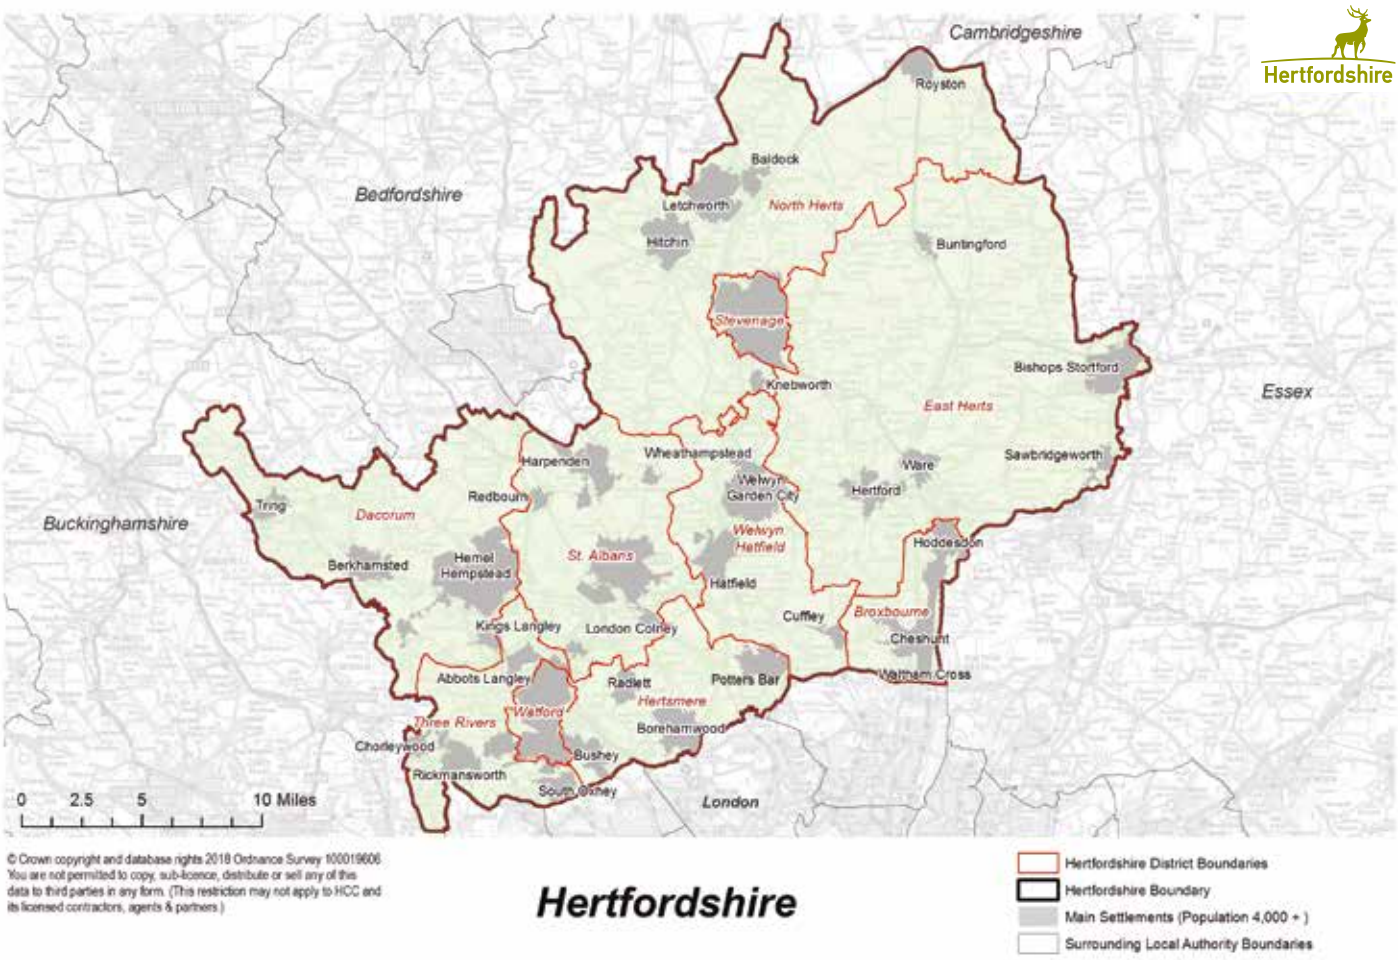 Cambridgeshire
Hertfordshire
Royston
Baldock
Bedfordshire
Letchworth
North Herts
Hitchin
Buntingford
Stevenage
Bishops Stortford
Knebworth
Essex
East Herts
Harpenden
Wheathampstead
Sawbridgeworth
Ware
Welwyn
Garden City
Hertford
Redbourn
Tring
Dacorum
Buckinghamshire
Welwyn
Hatfield
Hoddesdon
St. Albans
Hemel
Hempstead
Berkhamsted
Hatfield
Broxbourne
Cuffley
Kings Langley
London Colney
Cheshunt
Waltham Cross
Abbots Langley
Radlett
Potters Bar
Hertsmere
Watford
Three Rivers
Borehamwood
Chorleywood
Bushey
Rickmansworth
South Oxhey
London
0 2.5 5 10 Miles
© Crown copyright and database rights 2018 Ordnance Survey 100019606
You are not permitted to copy, sub-licence, distribute or sell any of this
data to third parties in any form. (This restriction may not apply to HCC and
its licensed contractors, agents & partners.)
Hertfordshire
Hertfordshire District Boundaries
Hertfordshire Boundary
Main Settlements (Population 4,000 + )
Surrounding Local Authority Boundaries